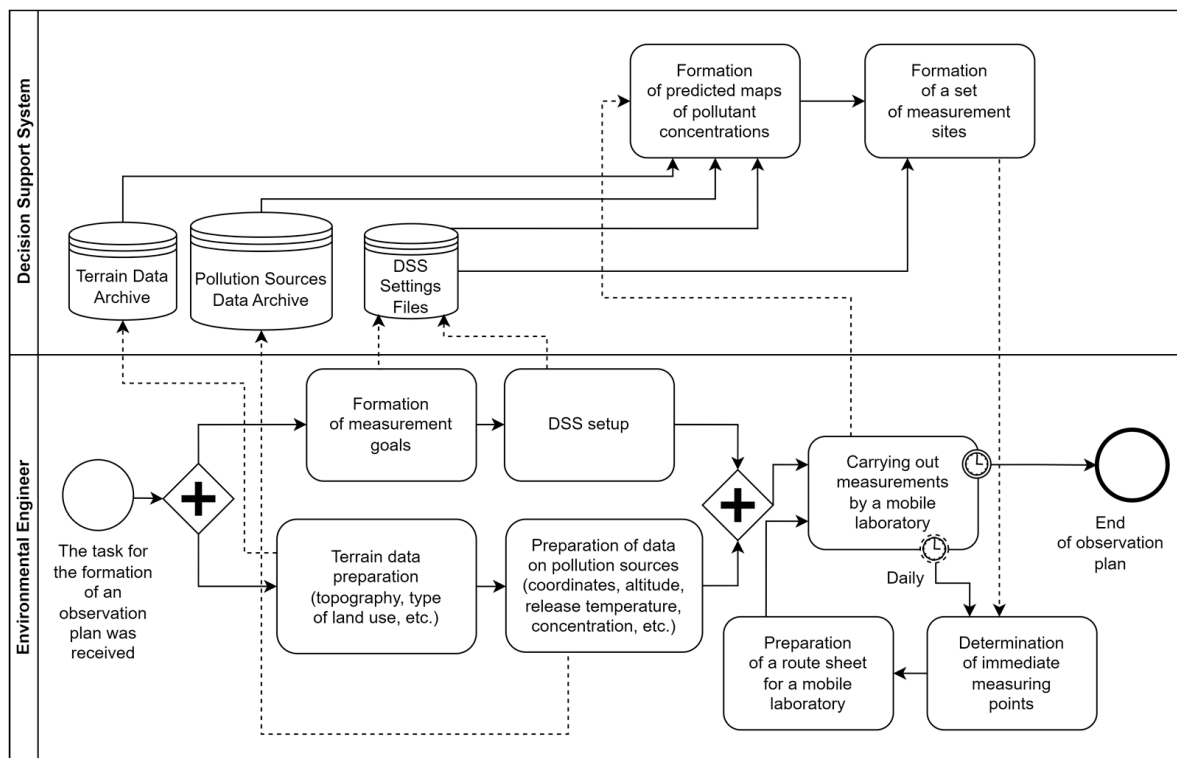 Decision Support System
Formation
of predicted maps
of pollutant
concentrations
Formation
of a set
of measurement
sites
Terrain Data
Archive
Pollution Sources
Data Archive
DSS
Settings
Files
Environmental Engineer
The task for
the formation
of an
observation
plan was
received
Formation
of measurement
goals
DSS setup
Terrain data
preparation
(topography, type
of land use, etc.)
Preparation of data
on pollution sources
(coordinates, altitude,
release temperature,
concentration, etc.)
Carrying out
measurements
by a mobile
laboratory
Daily
End
of observation
plan
Preparation
of a route sheet
for a mobile
laboratory
Determination
of immediate
measuring
points